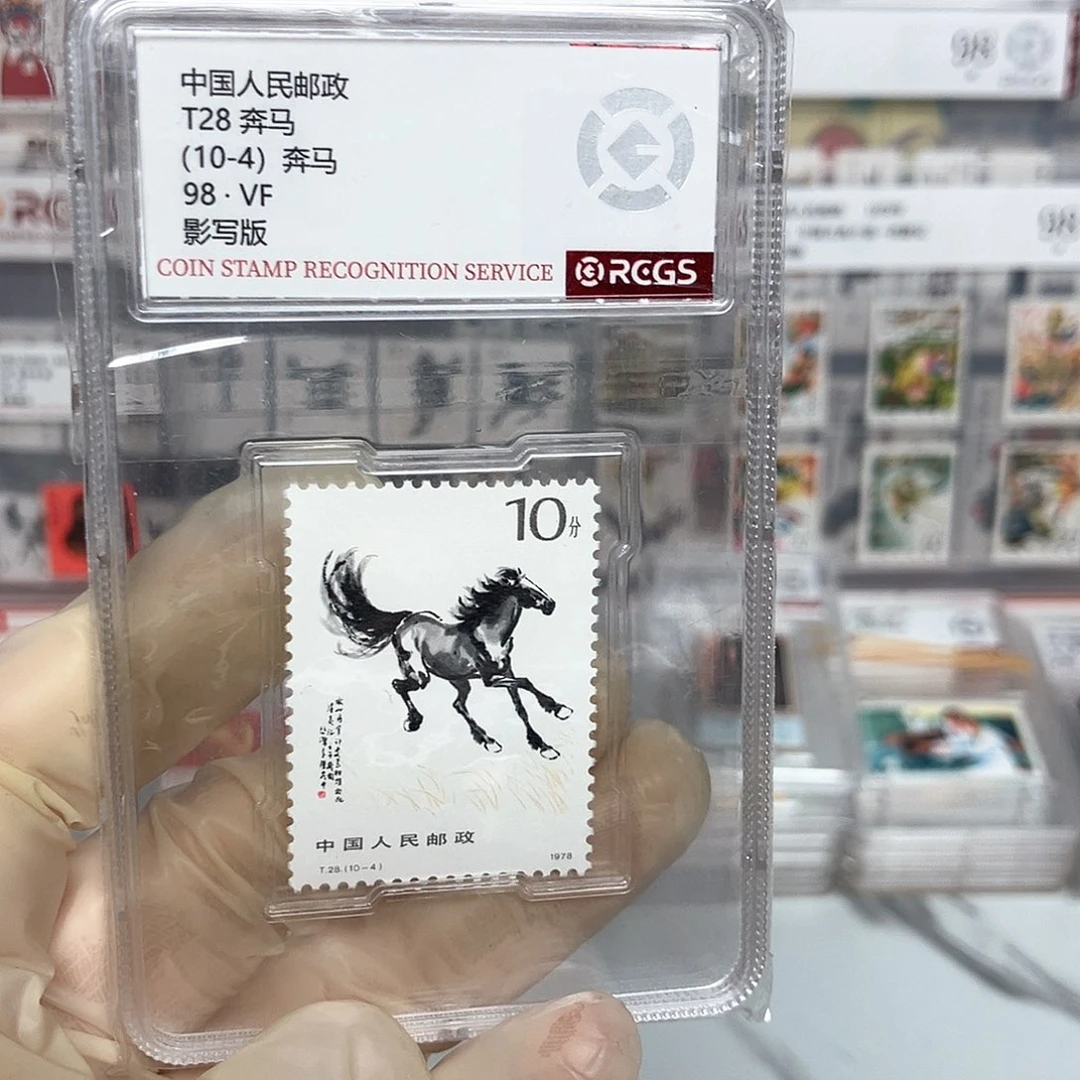 中国人民邮政
T28 奔马
(10-4) 奔马
98 · VF
影写版
COIN STAMP RECOGNITION SERVICE
RCGS
10分
中国人民邮政
T.28.(10-4)
1978